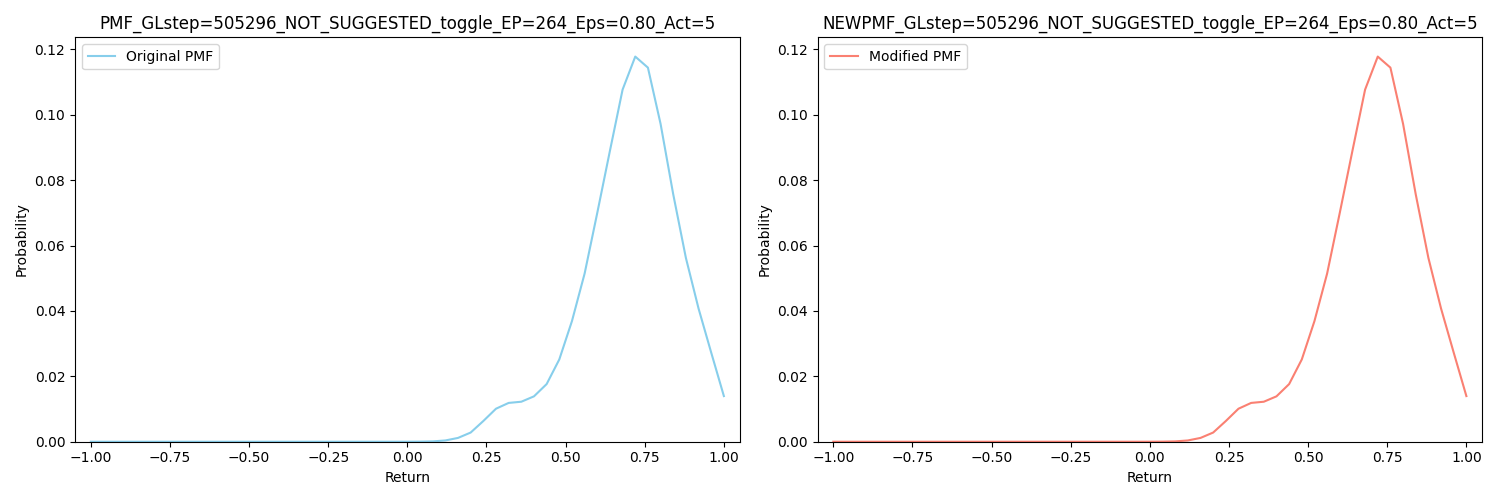 PMF_GLstep=505296_NOT_SUGGESTED_toggle_EP=264_Eps=0.80_Act=5
Original PMF
0.12
0.10
0.08
0.06
0.04
0.02
0.00
Probability
−1.00 −0.75 −0.50 −0.25 0.00 0.25 0.50 0.75 1.00
Return
NEWPMF_GLstep=505296_NOT_SUGGESTED_toggle_EP=264_Eps=0.80_Act=5
Modified PMF
0.12
0.10
0.08
0.06
0.04
0.02
0.00
Probability
−1.00 −0.75 −0.50 −0.25 0.00 0.25 0.50 0.75 1.00
Return